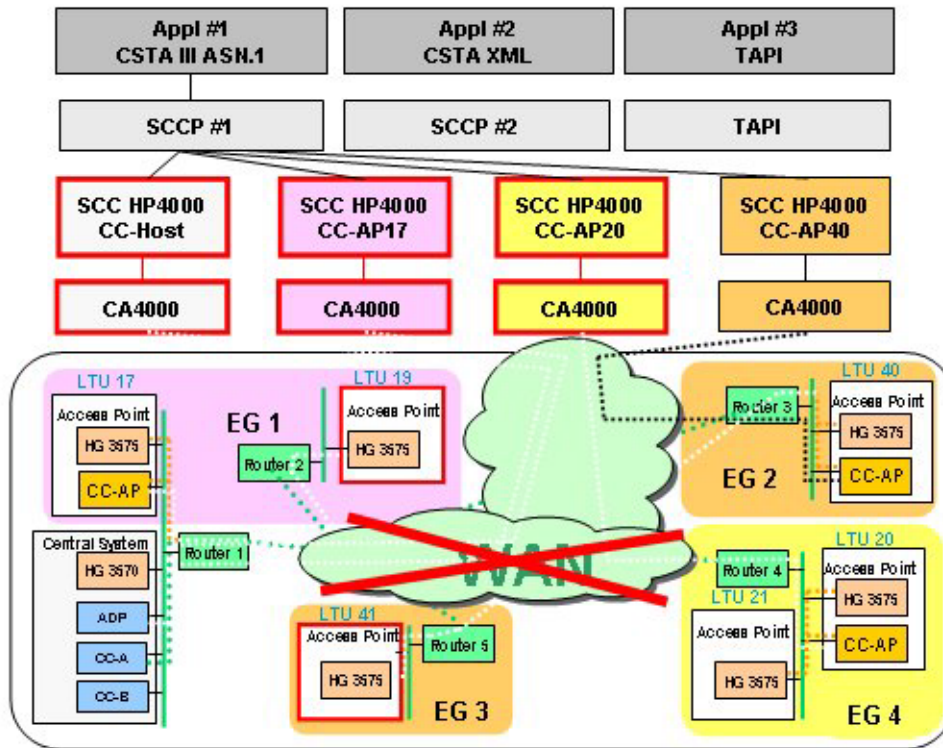 Appl #1
CSTA III ASN.1
Appl #2
CSTA XML
Appl #3
TAPI
SCCP #1
SCCP #2
TAPI
SCC HP4000
CC-Host
SCC HP4000
CC-AP17
SCC HP4000
CC-AP20
SCC HP4000
CC-AP40
CA4000
CA4000
CA4000
CA4000
LTU 17
Access Point
HG 3575
CC-AP
EG 1
Router 2
LTU 19
Access Point
HG 3575
LTU 40
Access Point
HG 3575
CC-AP
Router 3
EG 2
Central System
HG 3570
ADP
CC-A
CC-B
Router 1
WAN
LTU 41
Access Point
HG 3575
Router 5
EG 3
Router 4
LTU 20
Access Point
HG 3575
CC-AP
LTU 21
Access Point
HG 3575
EG 4